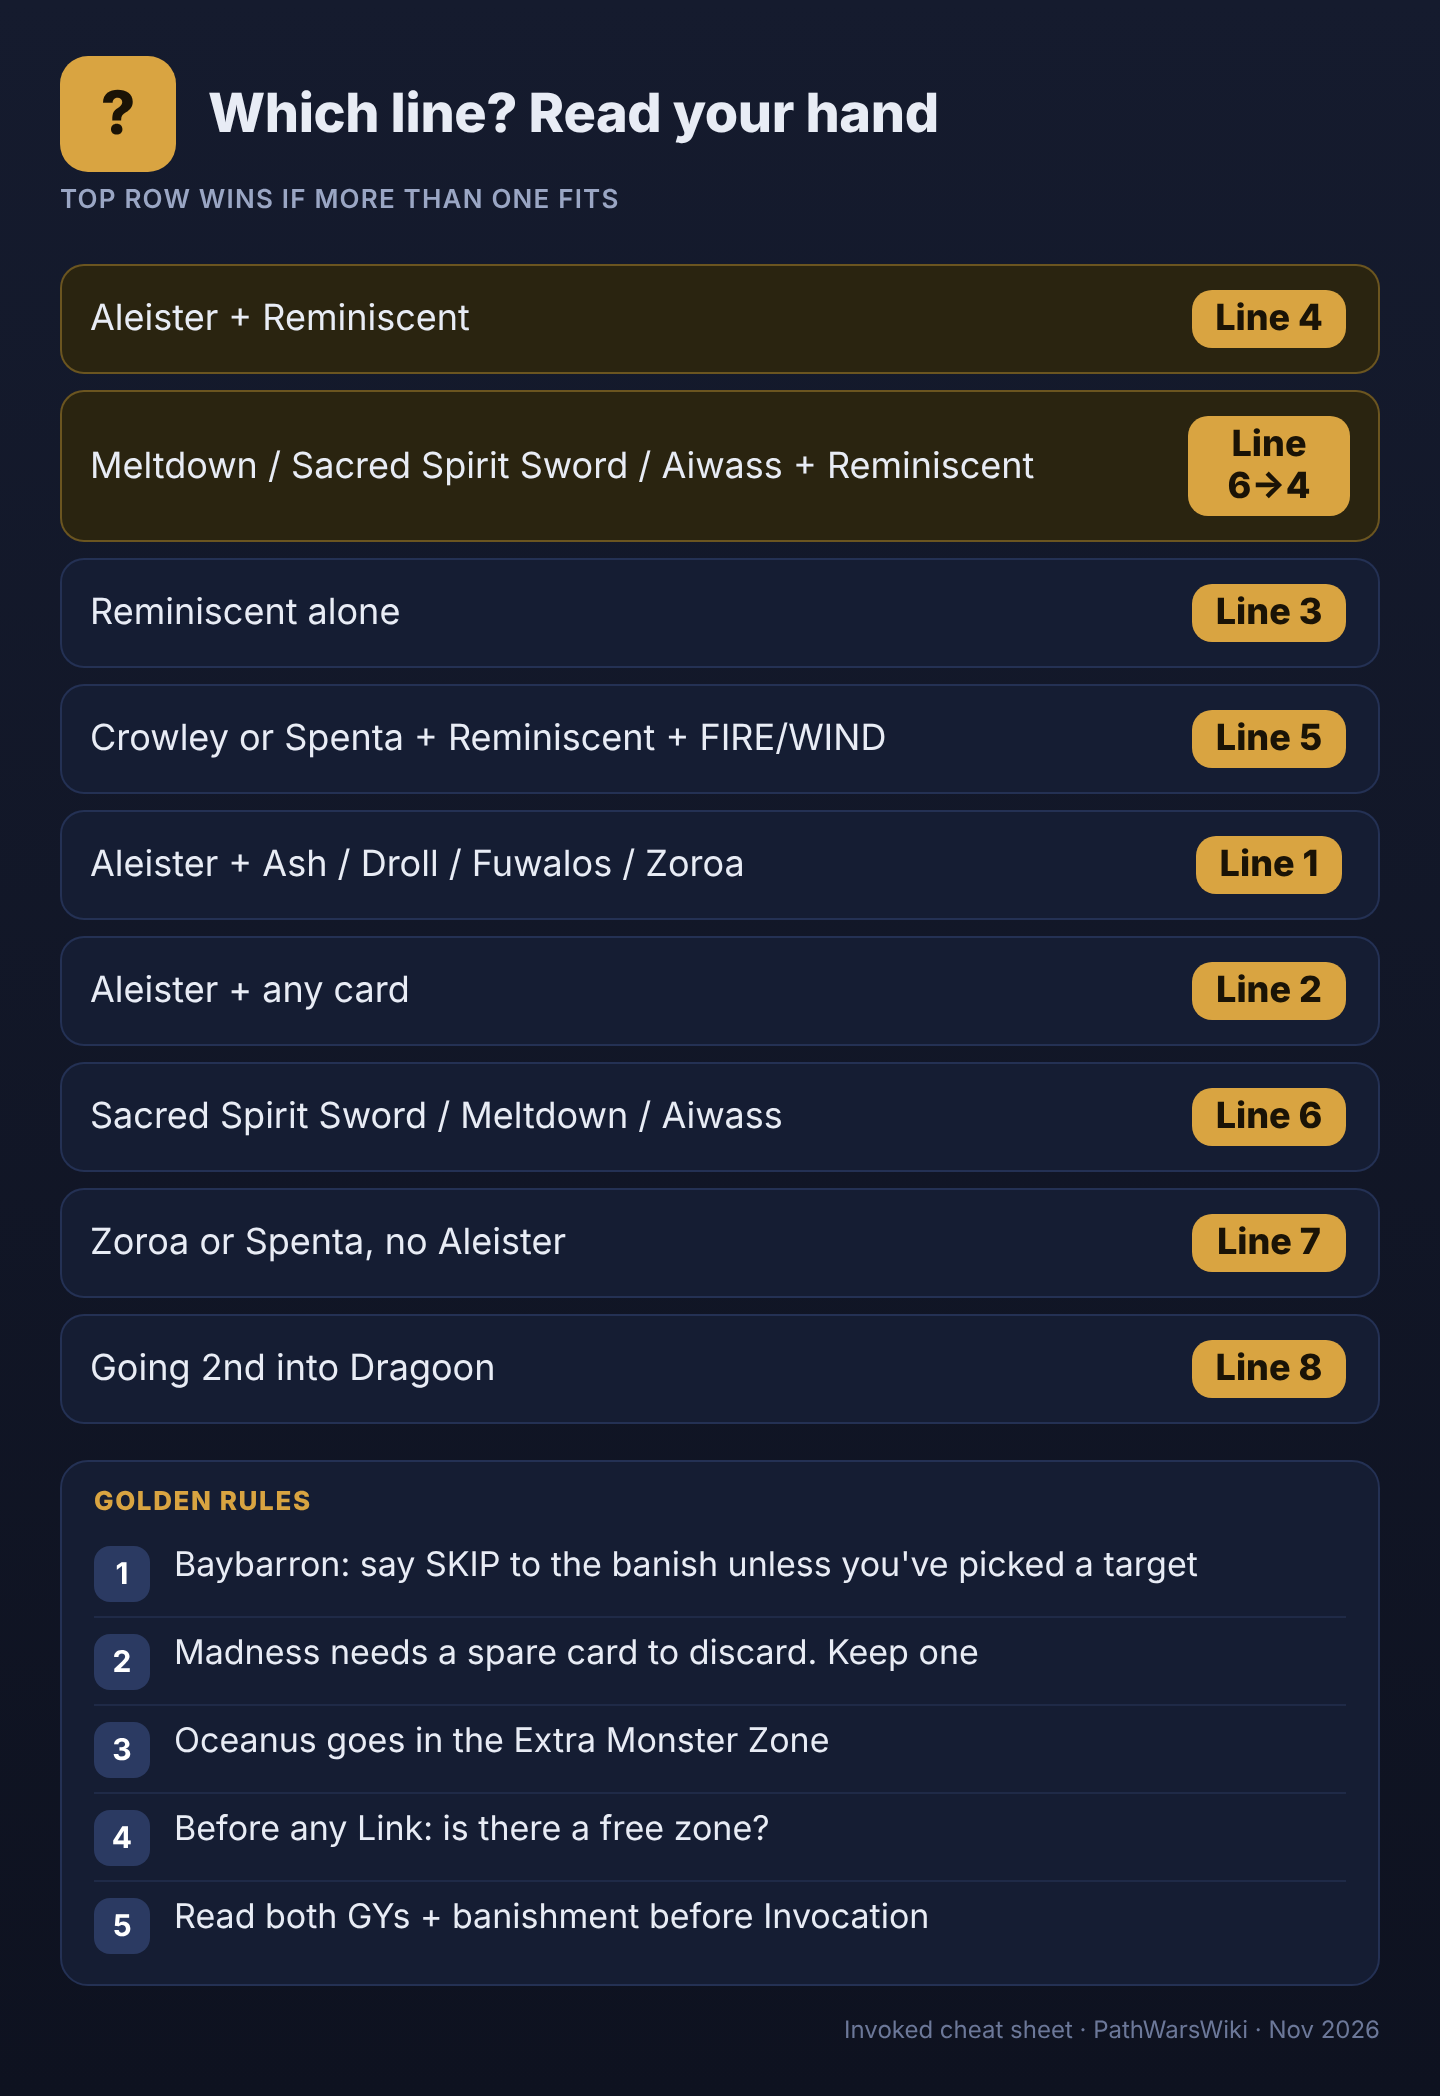 ?
Which line? Read your hand
TOP ROW WINS IF MORE THAN ONE FITS
Aleister + Reminiscent
Line 4
Meltdown / Sacred Spirit Sword / Aiwass + Reminiscent
Line
6→4
Reminiscent alone
Line 3
Crowley or Spenta + Reminiscent + FIRE/WIND
Line 5
Aleister + Ash / Droll / Fuwalos / Zoroa
Line 1
Aleister + any card
Line 2
Sacred Spirit Sword / Meltdown / Aiwass
Line 6
Zoroa or Spenta, no Aleister
Line 7
Going 2nd into Dragoon
Line 8
GOLDEN RULES
1 Baybarron: say SKIP to the banish unless you've picked a target
2 Madness needs a spare card to discard. Keep one
3 Oceanus goes in the Extra Monster Zone
4 Before any Link: is there a free zone?
5 Read both GYs + banishment before Invocation
Invoked cheat sheet · PathWarsWiki · Nov 2026